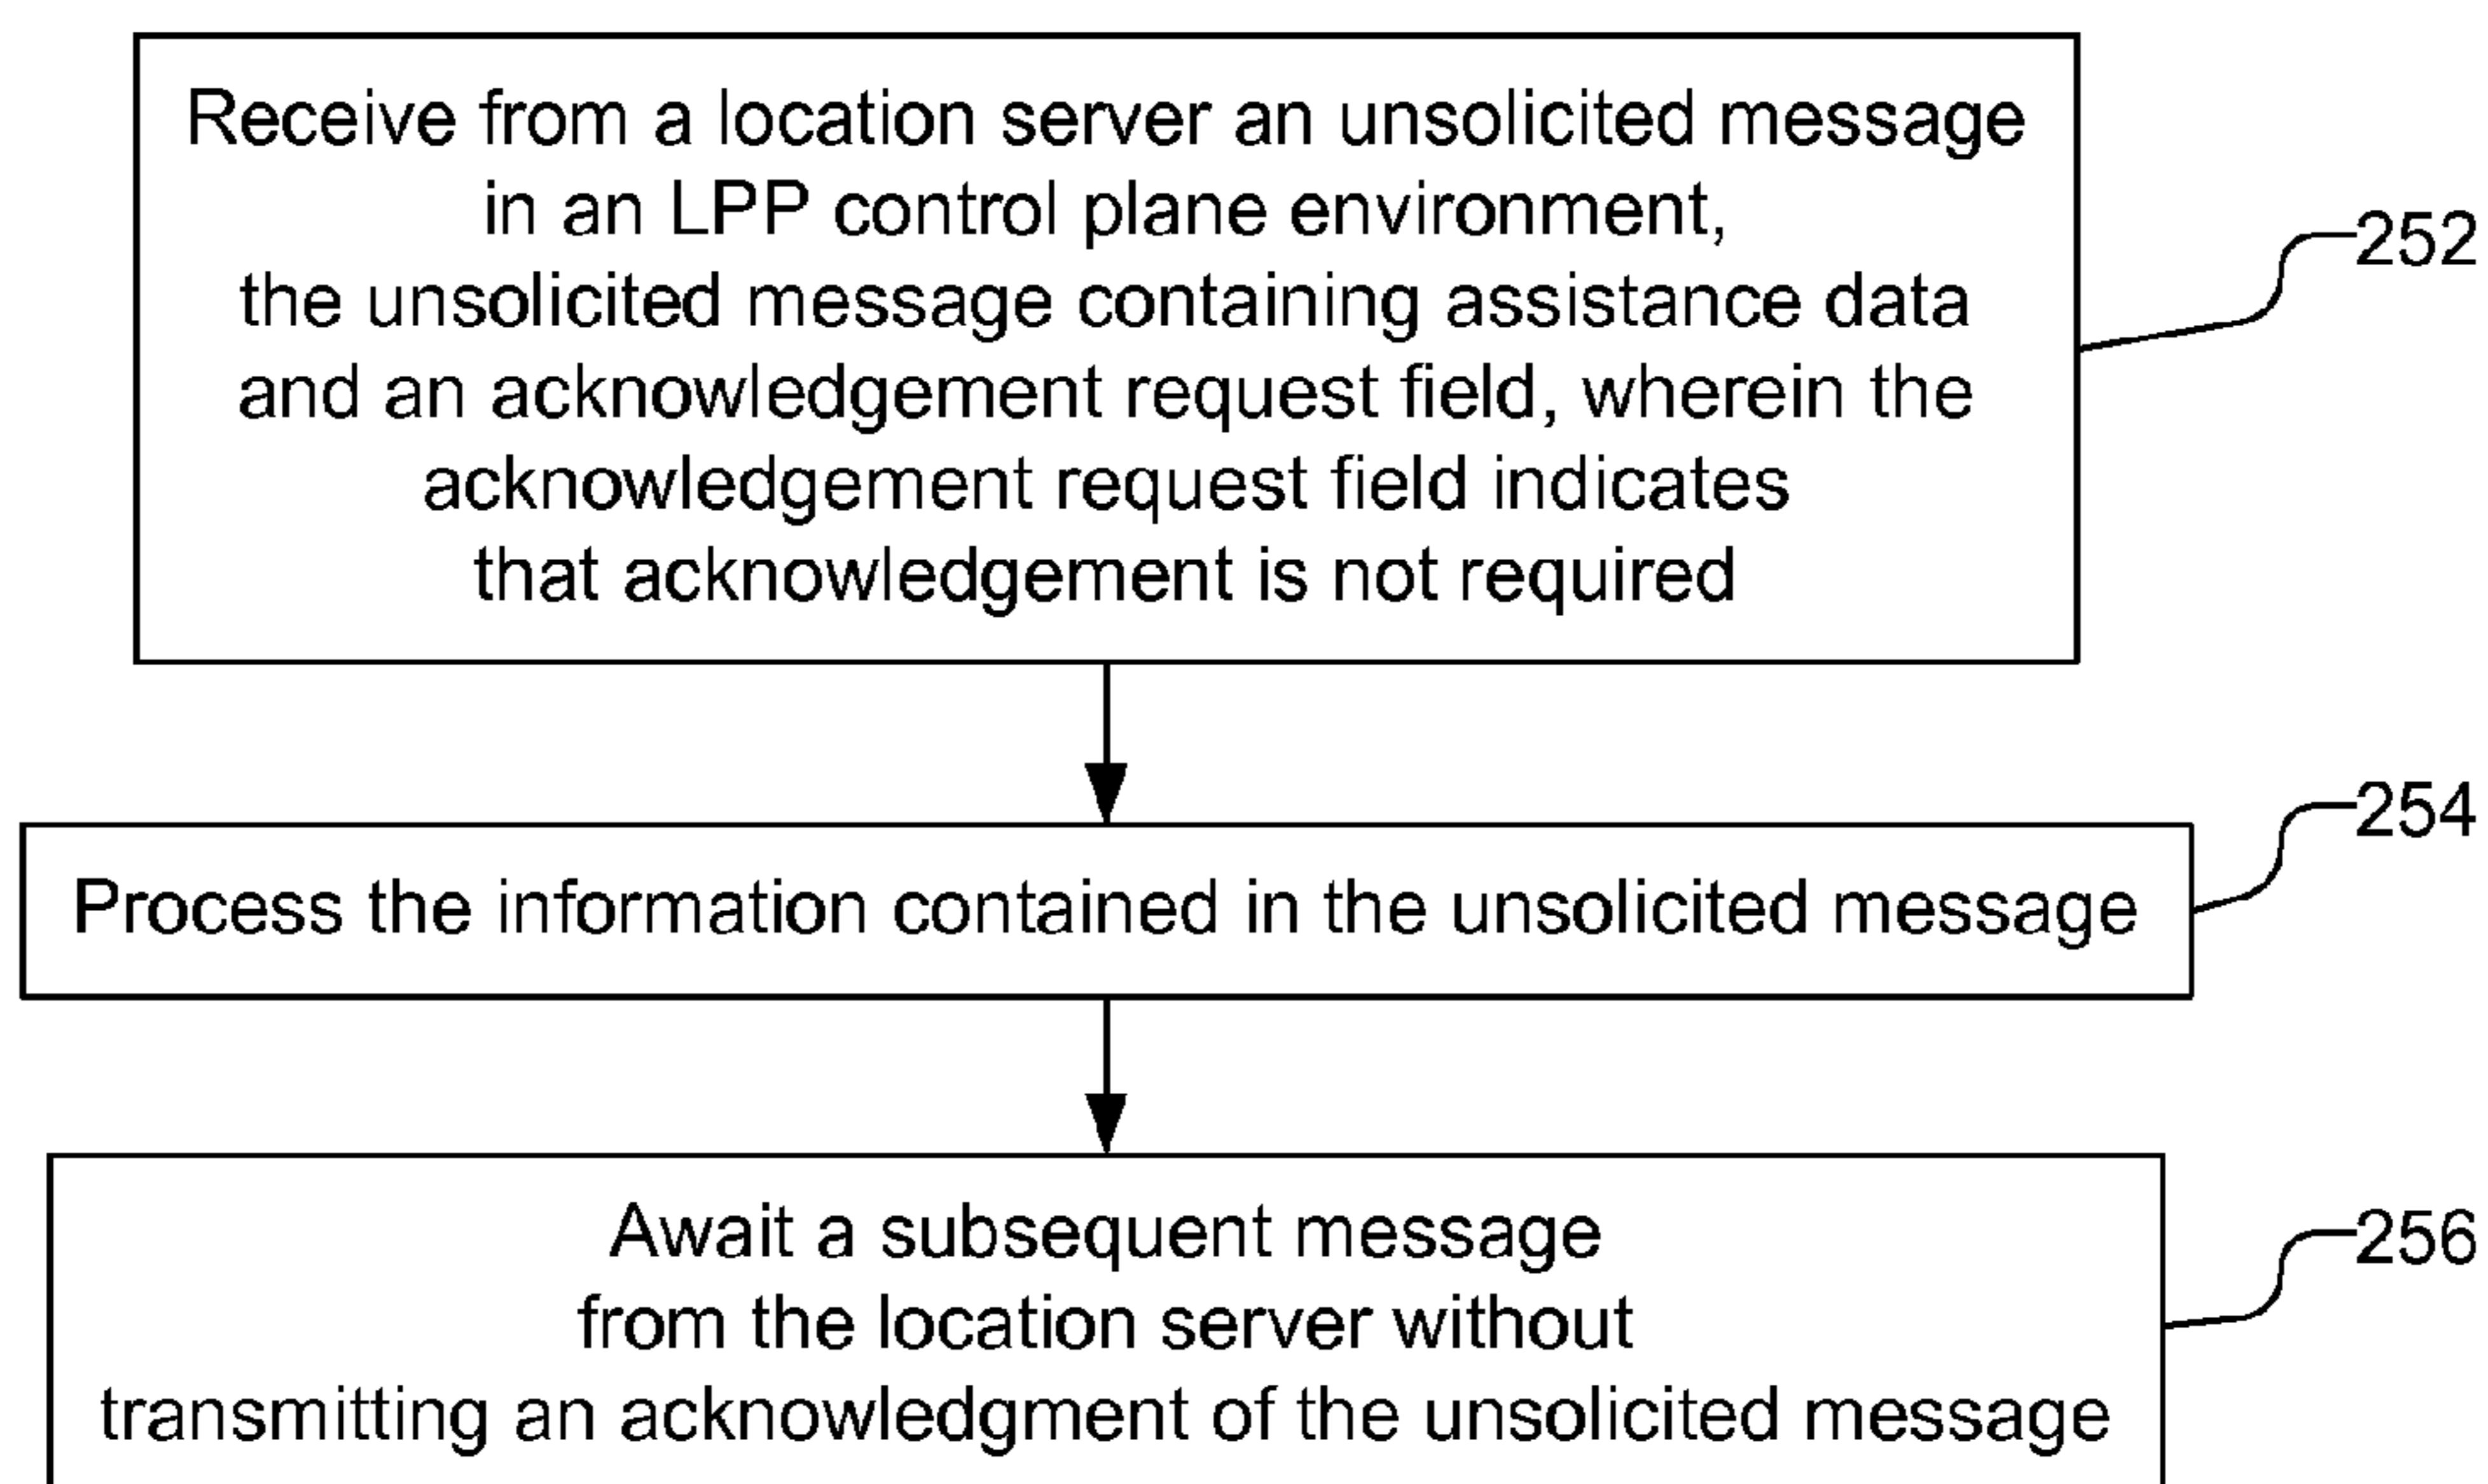 Receive from a location server an unsolicited message
in an LPP control plane environment,
the unsolicited message containing assistance data
and an acknowledgement request field, wherein the
acknowledgement request field indicates
that acknowledgement is not required
252
Process the information contained in the unsolicited message
254
Await a subsequent message
from the location server without
transmitting an acknowledgment of the unsolicited message
256